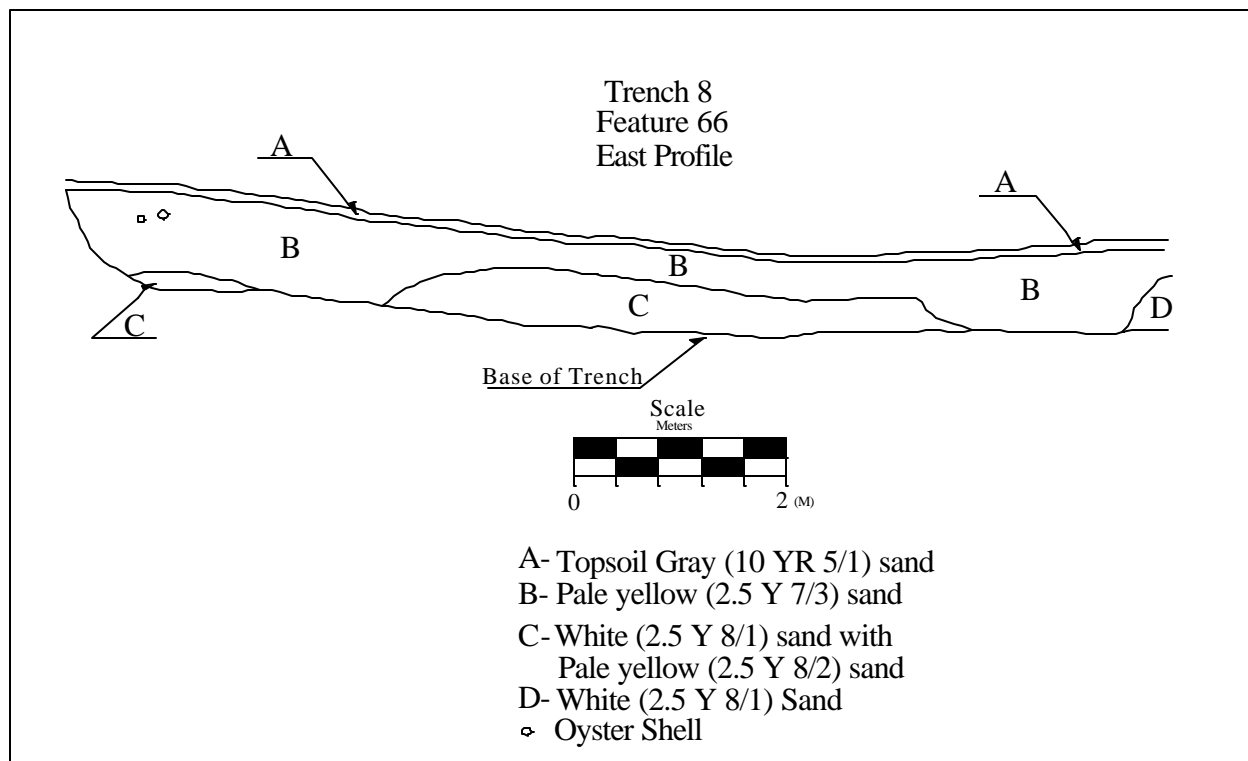 Trench 8
Feature 66
East Profile
A
A
B
B
B
C
C
D
Base of Trench
Scale
Meters
0
2 (M)
A- Topsoil Gray (10 YR 5/1) sand
B- Pale yellow (2.5 Y 7/3) sand
C- White (2.5 Y 8/1) sand with
Pale yellow (2.5 Y 8/2) sand
D- White (2.5 Y 8/1) Sand
Oyster Shell